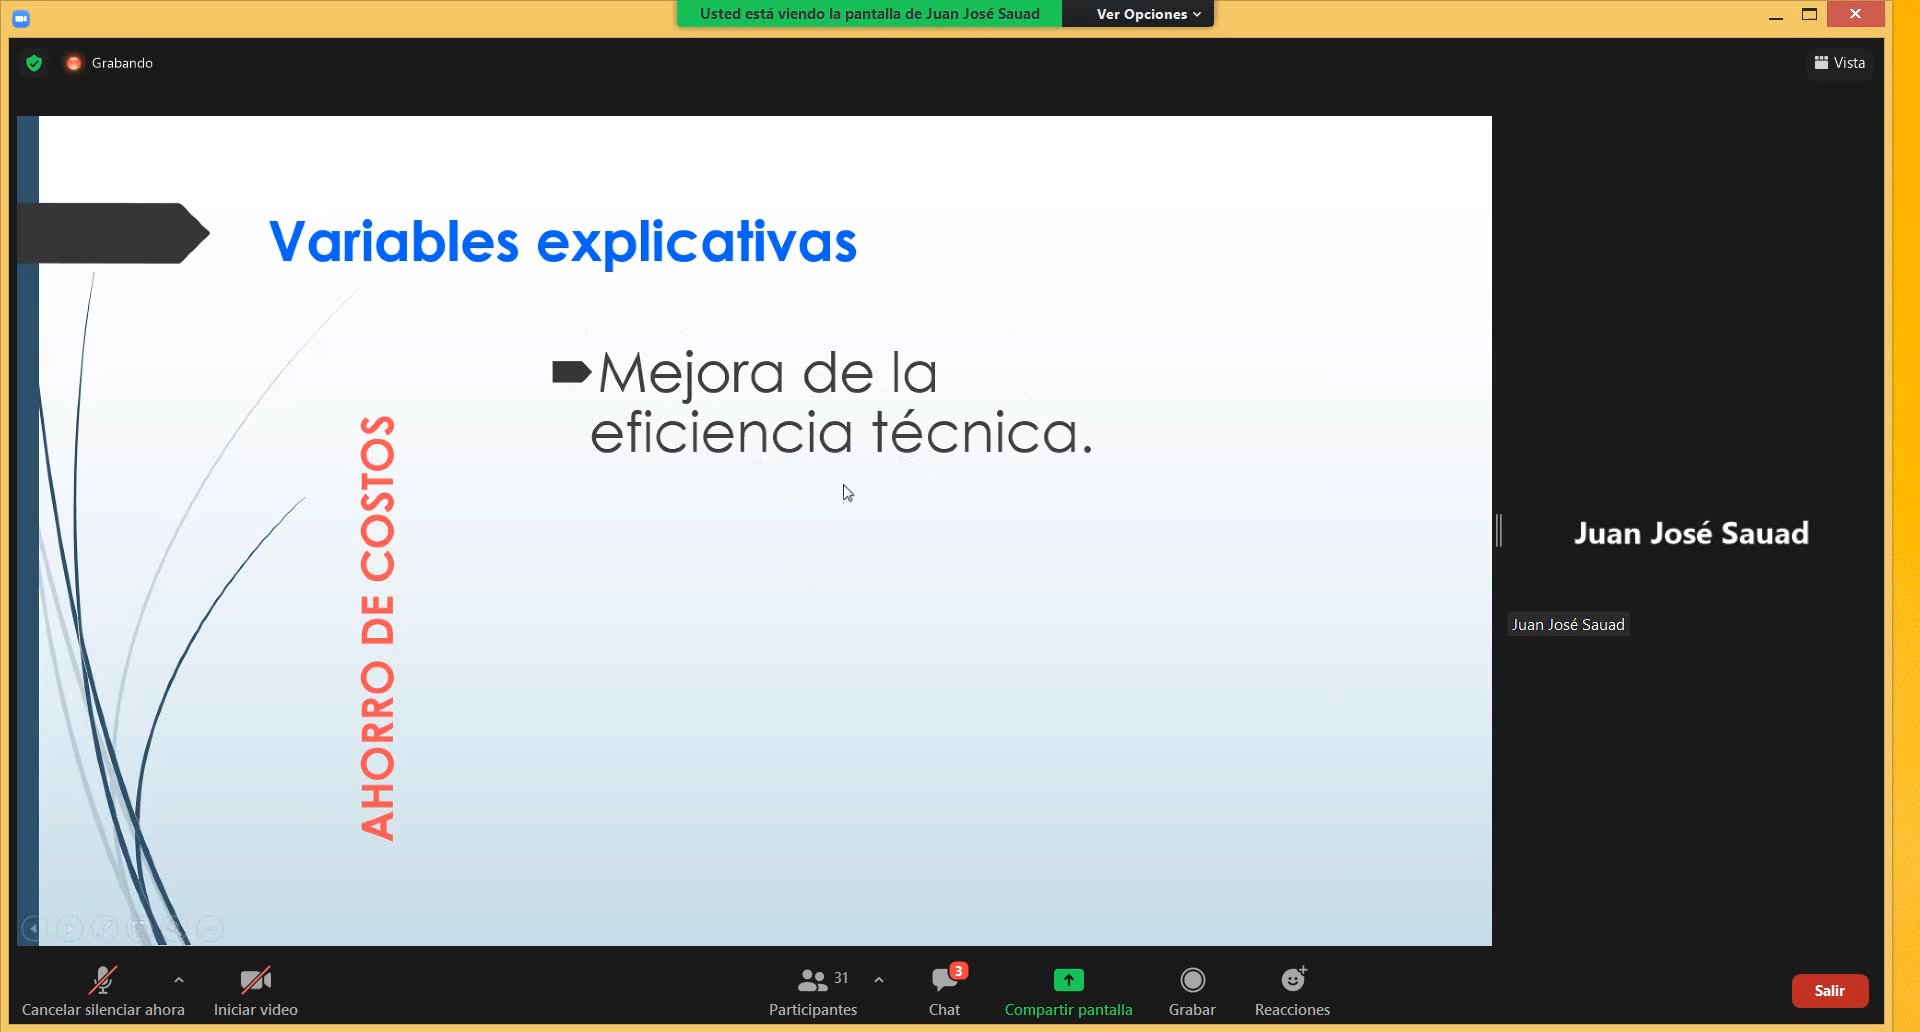 Usted está viendo la pantalla de Juan José Sauad
Ver Opciones
Grabando
Vista
Variables explicativas
Mejora de la
eficiencia técnica.
AHORRO DE COSTOS
Juan José Sauad
Juan José Sauad
Cancelar silenciar ahora
Iniciar video
31
Participantes
3
Chat
Compartir pantalla
Grabar
Reacciones
Salir